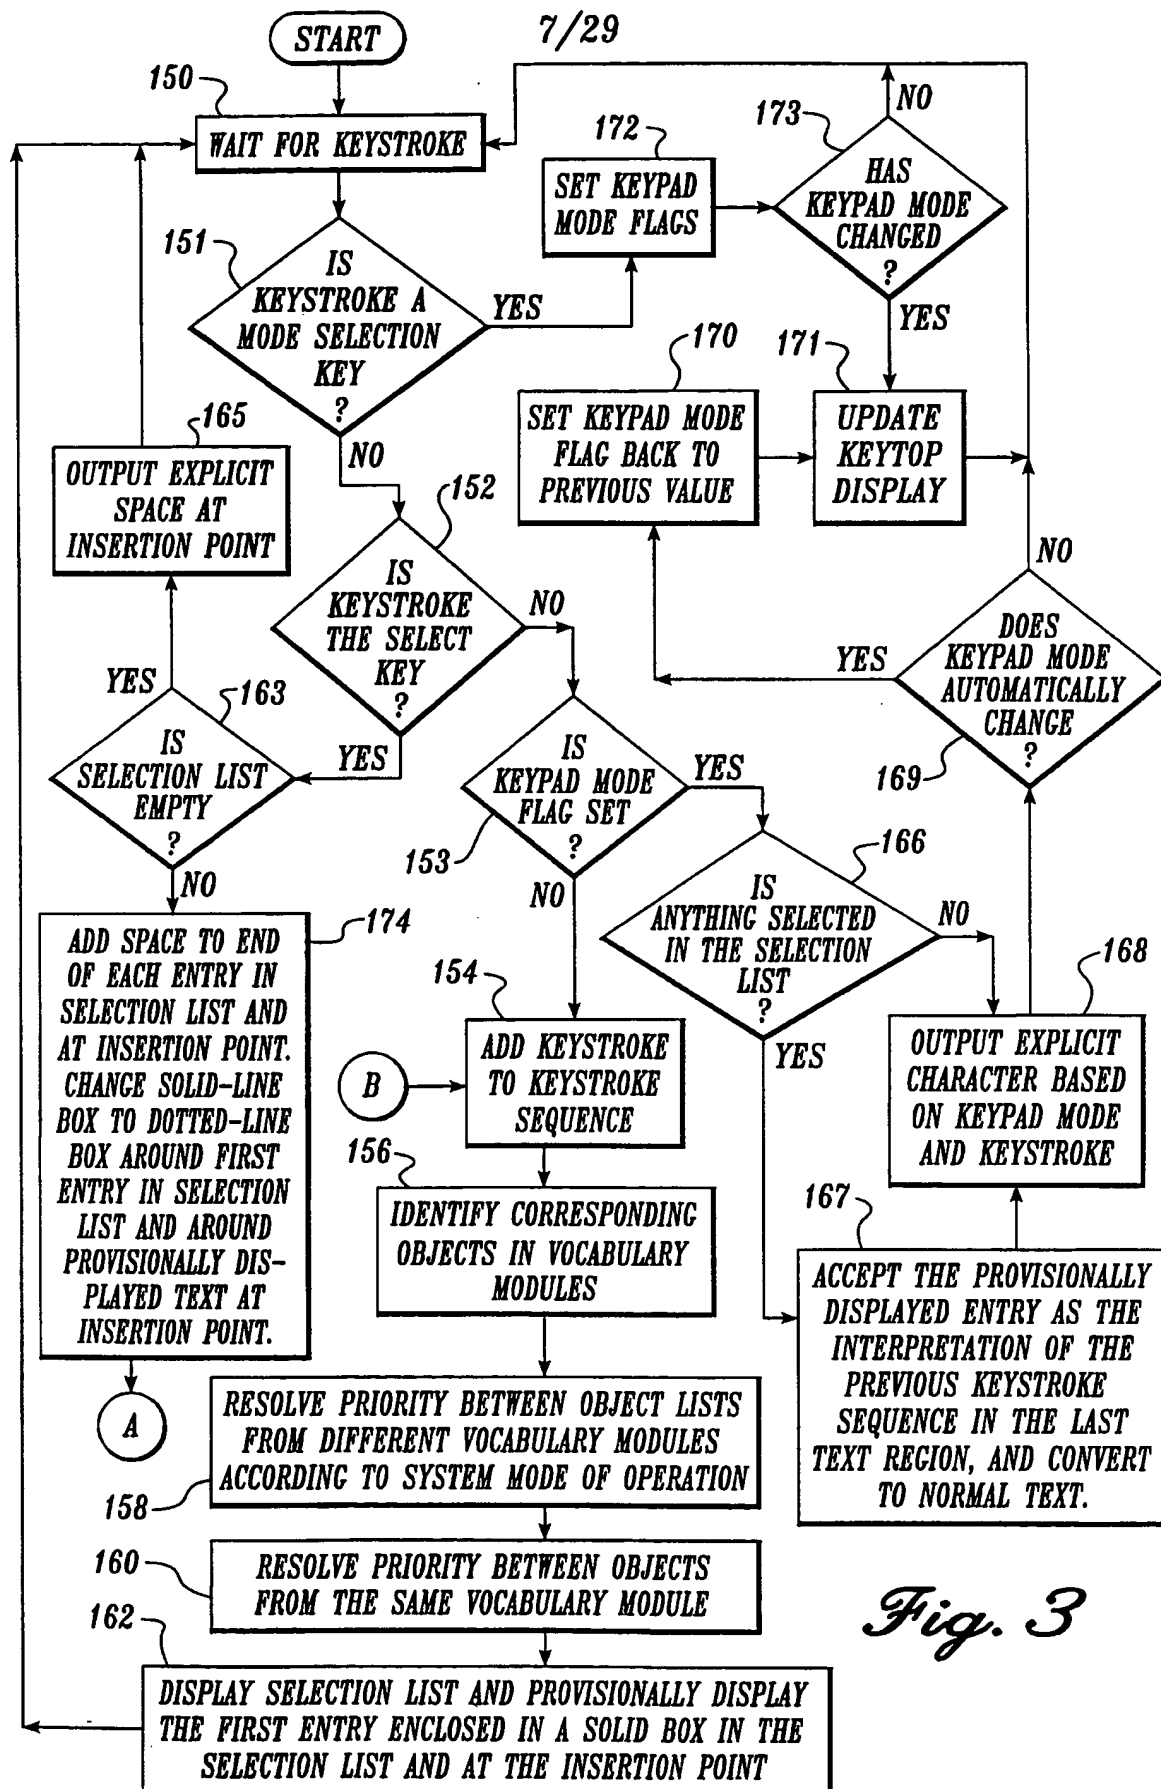 START
7/29
150
WAIT FOR KEYSTROKE
NO
173
172
SET KEYPAD
MODE FLAGS
HAS
KEYPAD MODE
CHANGED
?
151
IS
KEYSTROKE A
MODE SELECTION
KEY
?
YES
YES
170
171
165
NO
SET KEYPAD MODE
FLAG BACK TO
PREVIOUS VALUE
UPDATE
KEYTOP
DISPLAY
OUTPUT EXPLICIT
SPACE AT
INSERTION POINT
152
IS
KEYSTROKE
THE SELECT
KEY
?
NO
NO
DOES
KEYPAD MODE
AUTOMATICALLY
CHANGE
?
YES
169
YES
163
IS
SELECTION LIST
EMPTY
?
YES
IS
KEYPAD MODE
FLAG SET
?
YES
153
NO
NO
166
IS
ANYTHING SELECTED
IN THE SELECTION
LIST
?
NO
YES
174
ADD SPACE TO END
OF EACH ENTRY IN
SELECTION LIST AND
AT INSERTION POINT.
CHANGE SOLID-LINE
BOX TO DOTTED-LINE
BOX AROUND FIRST
ENTRY IN SELECTION
LIST AND AROUND
PROVISIONALLY DIS-
PLAYED TEXT AT
INSERTION POINT.
154
B
ADD KEYSTROKE
TO KEYSTROKE
SEQUENCE
168
OUTPUT EXPLICIT
CHARACTER BASED
ON KEYPAD MODE
AND KEYSTROKE
156
IDENTIFY CORRESPONDING
OBJECTS IN VOCABULARY
MODULES
167
ACCEPT THE PROVISIONALLY
DISPLAYED ENTRY AS THE
INTERPRETATION OF THE
PREVIOUS KEYSTROKE
SEQUENCE IN THE LAST
TEXT REGION, AND CONVERT
TO NORMAL TEXT.
A
RESOLVE PRIORITY BETWEEN OBJECT LISTS
FROM DIFFERENT VOCABULARY MODULES
ACCORDING TO SYSTEM MODE OF OPERATION
158
160
RESOLVE PRIORITY BETWEEN OBJECTS
FROM THE SAME VOCABULARY MODULE
162
DISPLAY SELECTION LIST AND PROVISIONALLY DISPLAY
THE FIRST ENTRY ENCLOSED IN A SOLID BOX IN THE
SELECTION LIST AND AT THE INSERTION POINT
Fig. 3